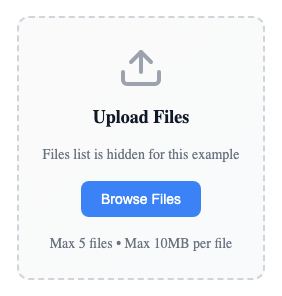 Upload Files
Files list is hidden for this example
Browse Files
Max 5 files • Max 10MB per file